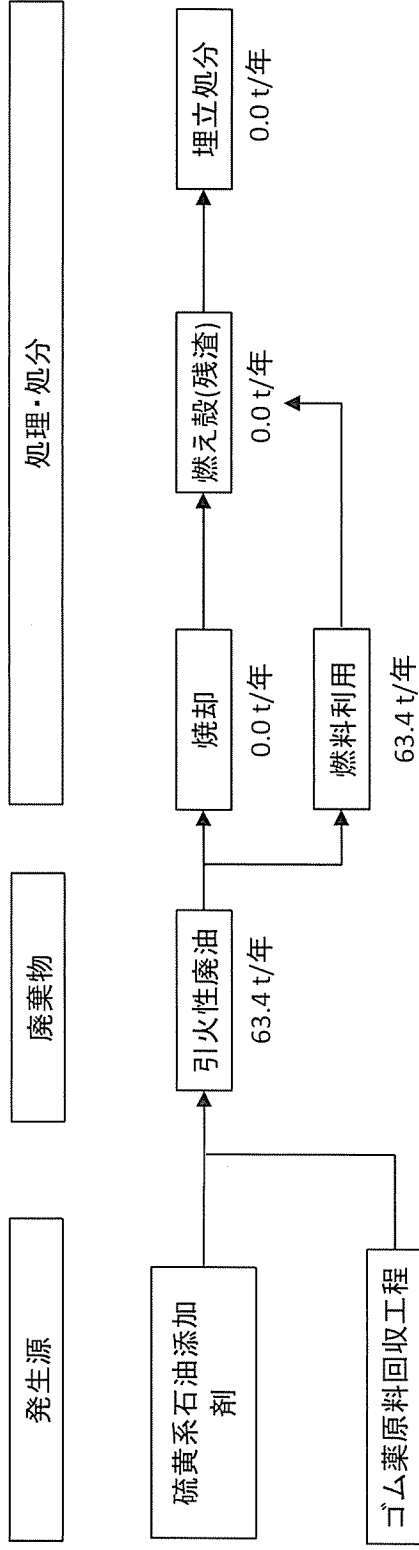 発生源
廃棄物
処理・処分
硫黄系石油添加
剤
ゴム薬原料回収工程
引火性廃油
63.4 t/年
焼却
0.0 t/年
燃料利用
63.4 t/年
燃え殻(残渣)
0.0 t/年
埋立処分
0.0 t/年